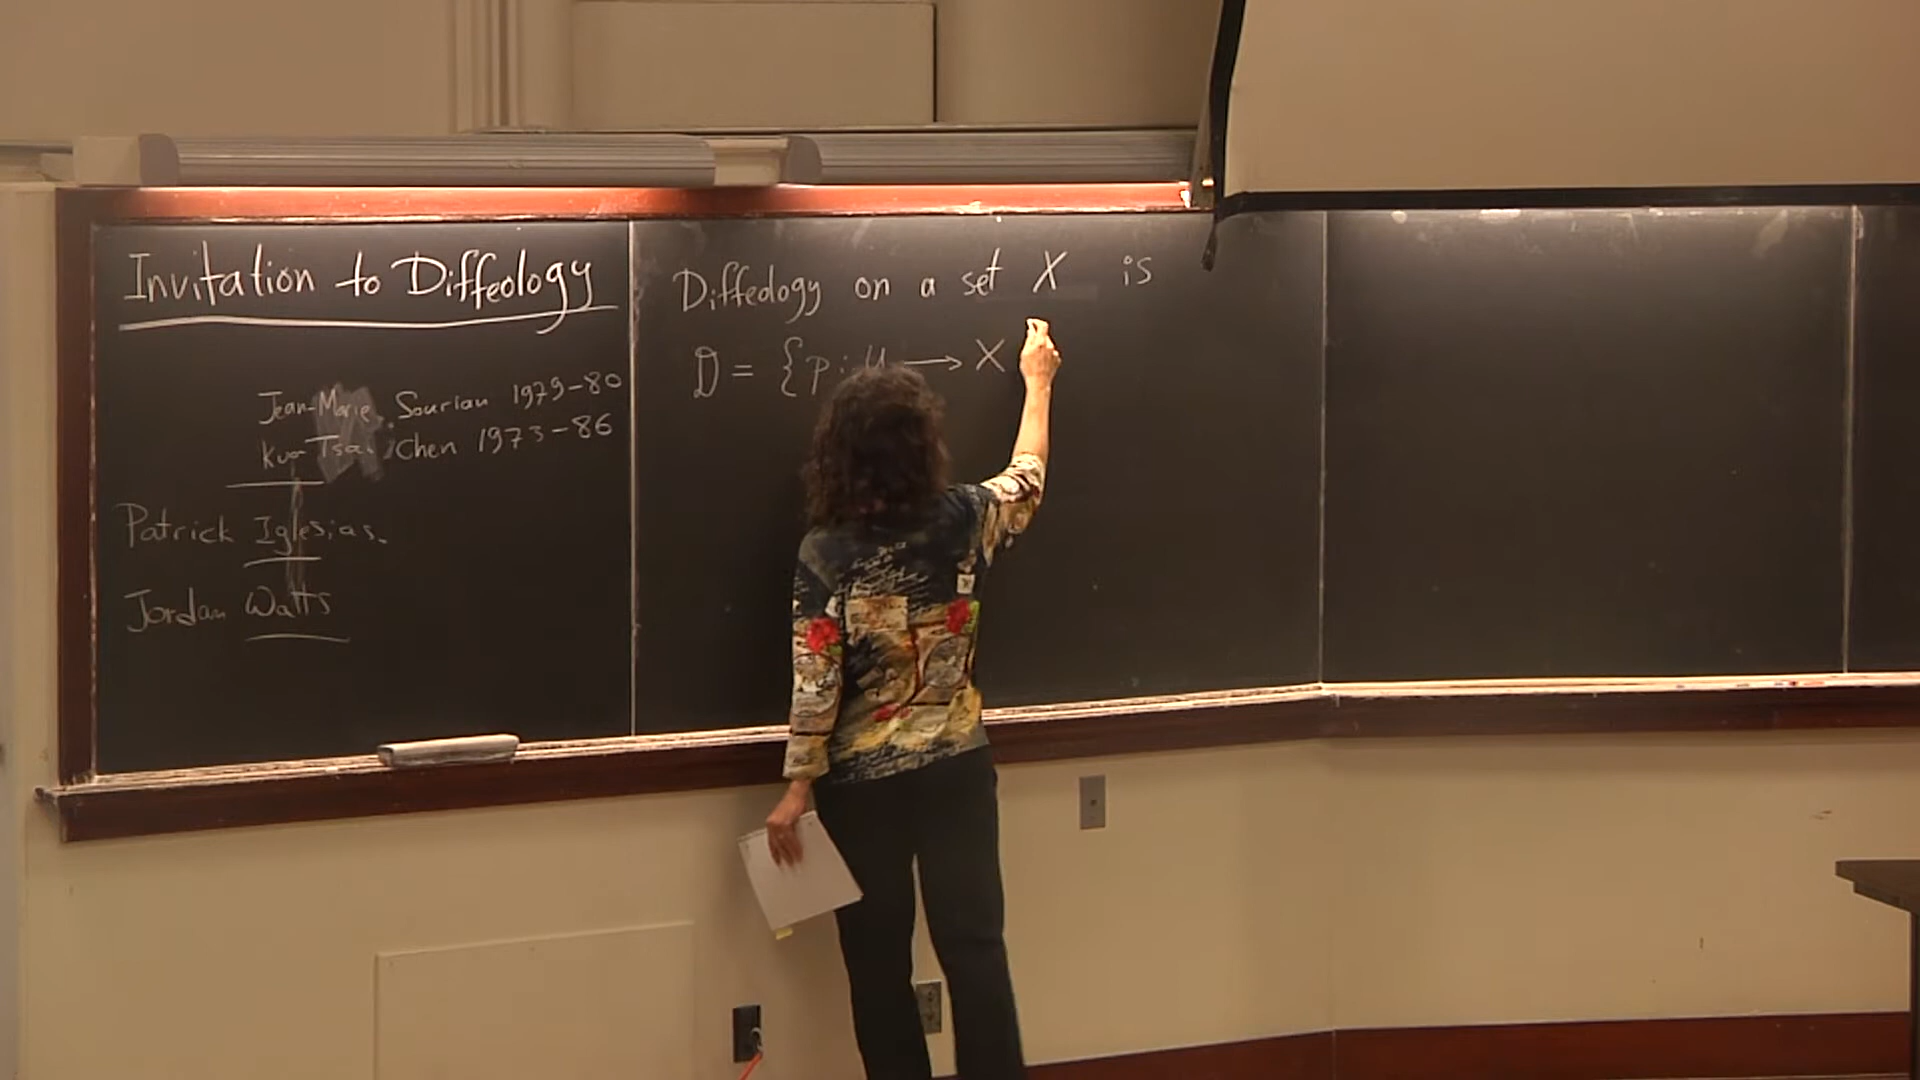 Invitation to Diffeology
Jean-Marie Souriau 1979-80
Kuo Tsai Chen 1973-86
Patrick Iglesias.
Jordan Watts
Diffeology on a set X is
D = {p: U ⟶ X